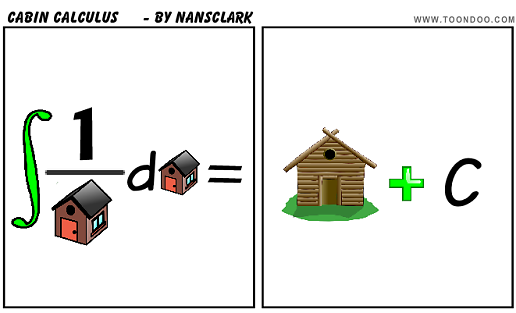 CABIN CALCULUS - BY NANSCLARK
WWW.TOONDOO.COM
∫ 1
d =
+ C